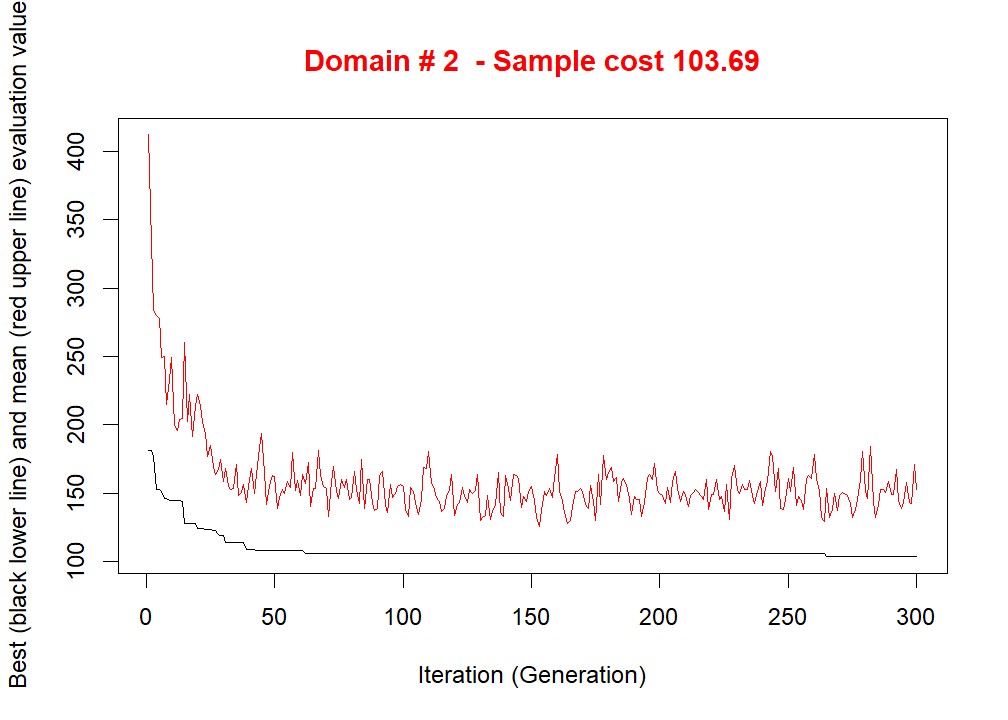 Domain # 2  - Sample cost 103.69
Best (black lower line) and mean (red upper line) evaluation value
400
350
300
250
200
150
100
0 50 100 150 200 250 300
Iteration (Generation)